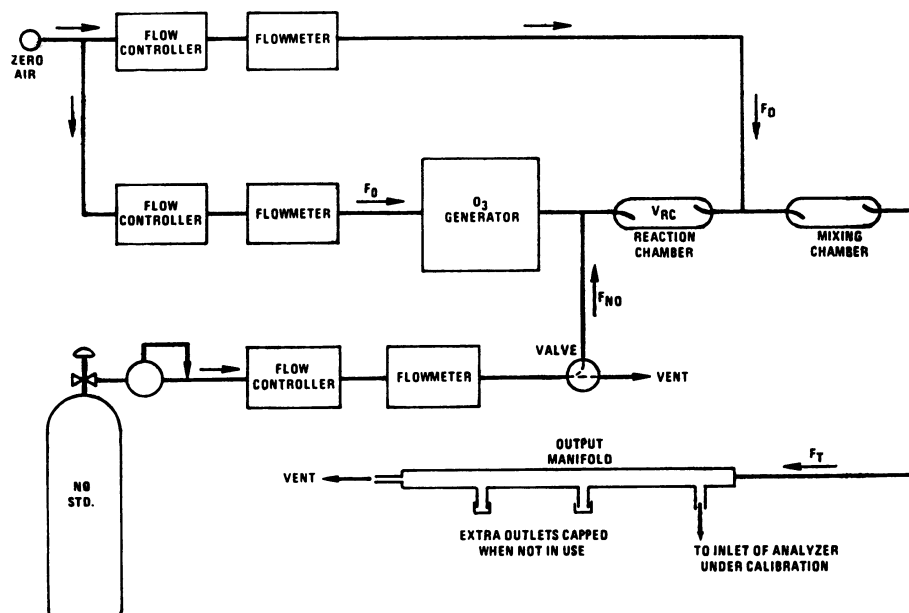 ZERO
AIR
FLOW
CONTROLLER
FLOWMETER
FD
FLOW
CONTROLLER
FLOWMETER
FO
O3
GENERATOR
VRC
REACTION
CHAMBER
MIXING
CHAMBER
FNO
VALVE
FLOW
CONTROLLER
FLOWMETER
VENT
NO
STD.
OUTPUT
MANIFOLD
FT
VENT
EXTRA OUTLETS CAPPED
WHEN NOT IN USE
TO INLET OF ANALYZER
UNDER CALIBRATION